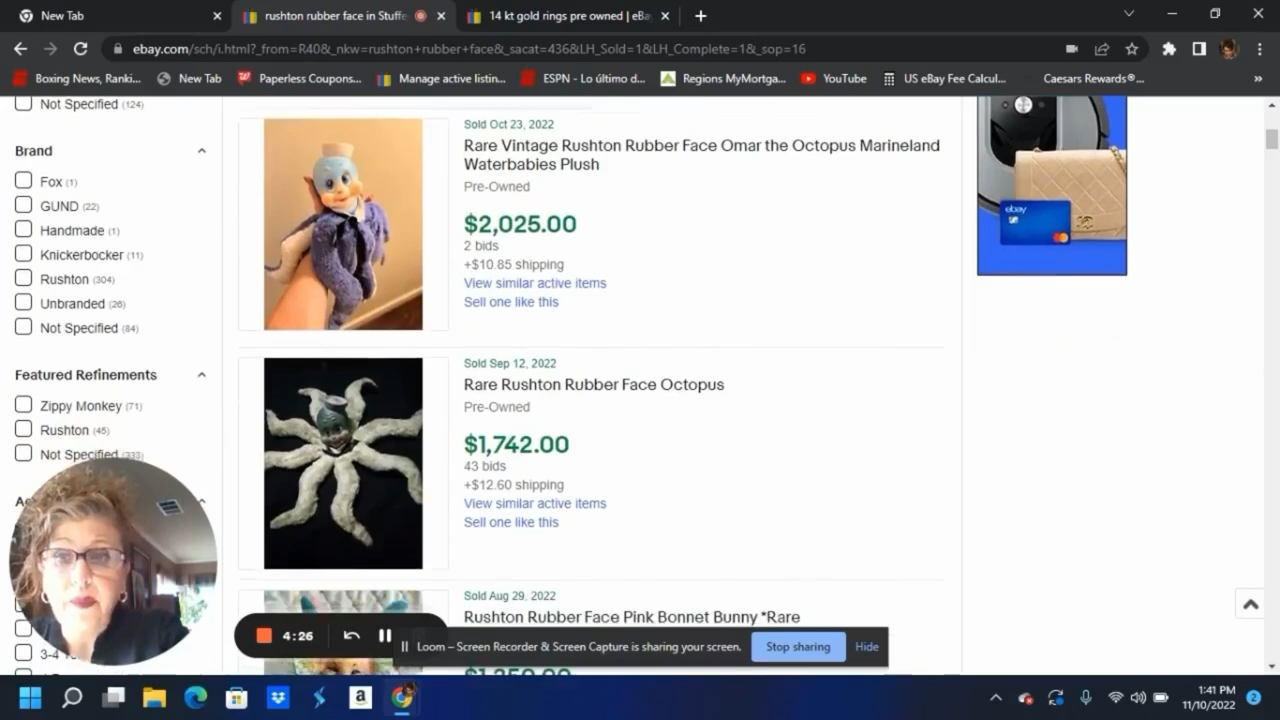 New Tab
rushton rubber face in Stuffe
14 kt gold rings pre owned | eBa
ebay.com/sch/i.html?_from=R40&_nkw=rushton+rubber+face&_sacat=436&LH_Sold=1&LH_Complete=1&_sop=16
Boxing News, Ranki...
New Tab
Paperless Coupons...
Manage active listin...
ESPN - Lo último d...
Regions MyMortga...
YouTube
US eBay Fee Calcul...
Caesars Rewards®...
»
Not Specified (124)
Brand
Fox (1)
GUND (22)
Handmade (1)
Knickerbocker (11)
Rushton (304)
Unbranded (26)
Not Specified (84)
Featured Refinements
Zippy Monkey (71)
Rushton (45)
Not Specified (333)
Sold Oct 23, 2022
Rare Vintage Rushton Rubber Face Omar the Octopus Marineland
Waterbabies Plush
Pre-Owned
$2,025.00
2 bids
+$10.85 shipping
View similar active items
Sell one like this
Sold Sep 12, 2022
Rare Rushton Rubber Face Octopus
Pre-Owned
$1,742.00
43 bids
+$12.60 shipping
View similar active items
Sell one like this
Sold Aug 29, 2022
Rushton Rubber Face Pink Bonnet Bunny *Rare
ebay
4:26
Loom – Screen Recorder & Screen Capture is sharing your screen.
Stop sharing
Hide
1:41 PM
11/10/2022
2